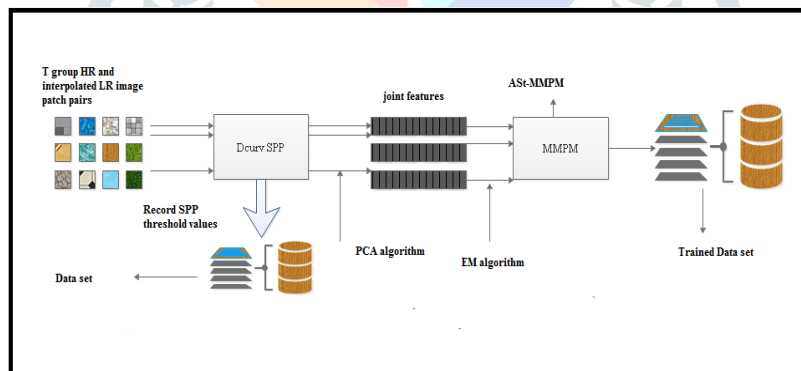 T group HR and
interpolated LR image
patch pairs
joint features
ASt-MMPM
Dcurv SPP
MMPM
Record SPP
threshold values
PCA algorithm
EM algorithm
Trained Data set
Data set